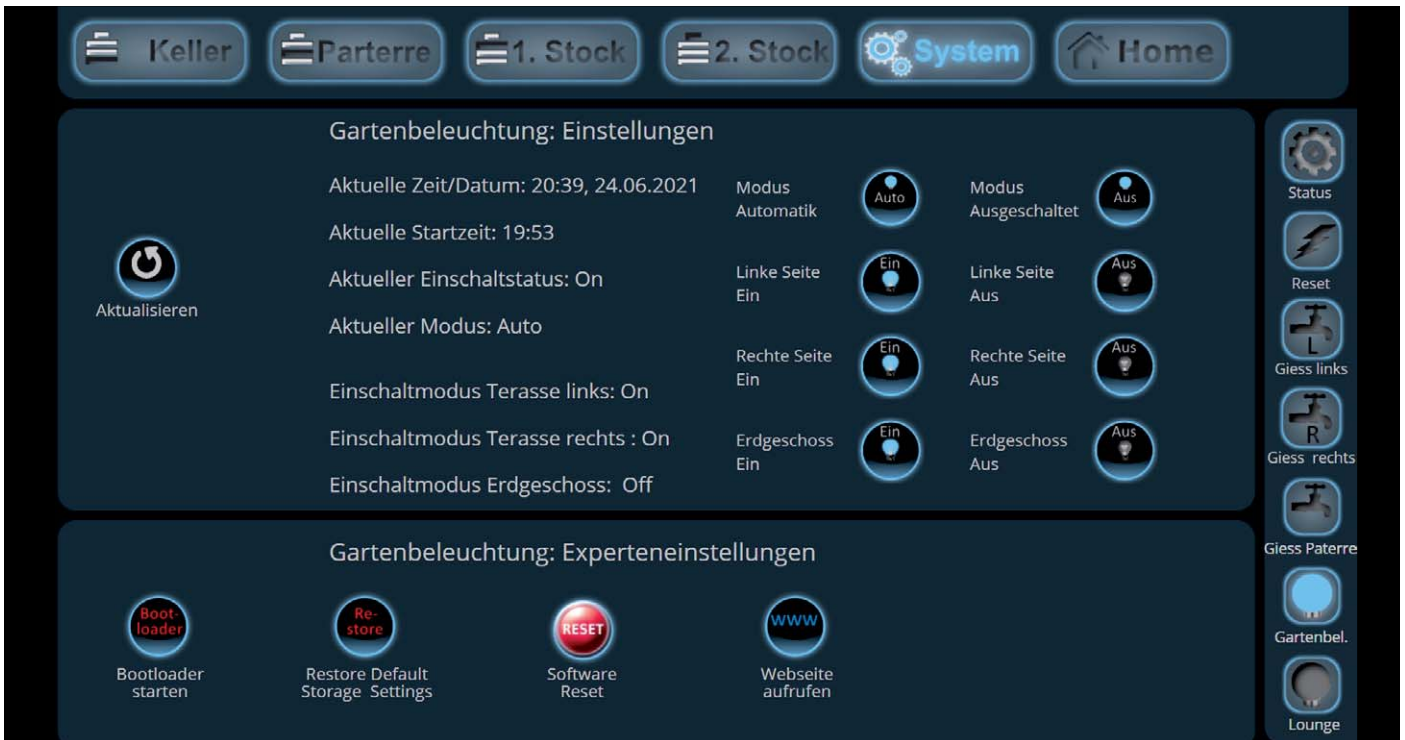 Keller
Parterre
1. Stock
2. Stock
System
Home
Gartenbeleuchtung: Einstellungen
Aktuelle Zeit/Datum: 20:39, 24.06.2021
Aktuelle Startzeit: 19:53
Aktueller Einschaltstatus: On
Aktueller Modus: Auto
Einschaltmodus Terasse links: On
Einschaltmodus Terasse rechts : On
Einschaltmodus Erdgeschoss: Off
Aktualisieren
Modus
Automatik
Auto
Modus
Ausgeschaltet
Aus
Linke Seite
Ein
Ein
Linke Seite
Aus
Aus
Rechte Seite
Ein
Ein
Rechte Seite
Aus
Aus
Erdgeschoss
Ein
Ein
Erdgeschoss
Aus
Aus
Gartenbeleuchtung: Experteneinstellungen
Boot-
loader
Bootloader
starten
Re-
store
Restore Default
Storage Settings
RESET
Software
Reset
WWW
Webseite
aufrufen
Status
Reset
L
Giess links
R
Giess rechts
Giess Paterre
Gartenbel.
Lounge